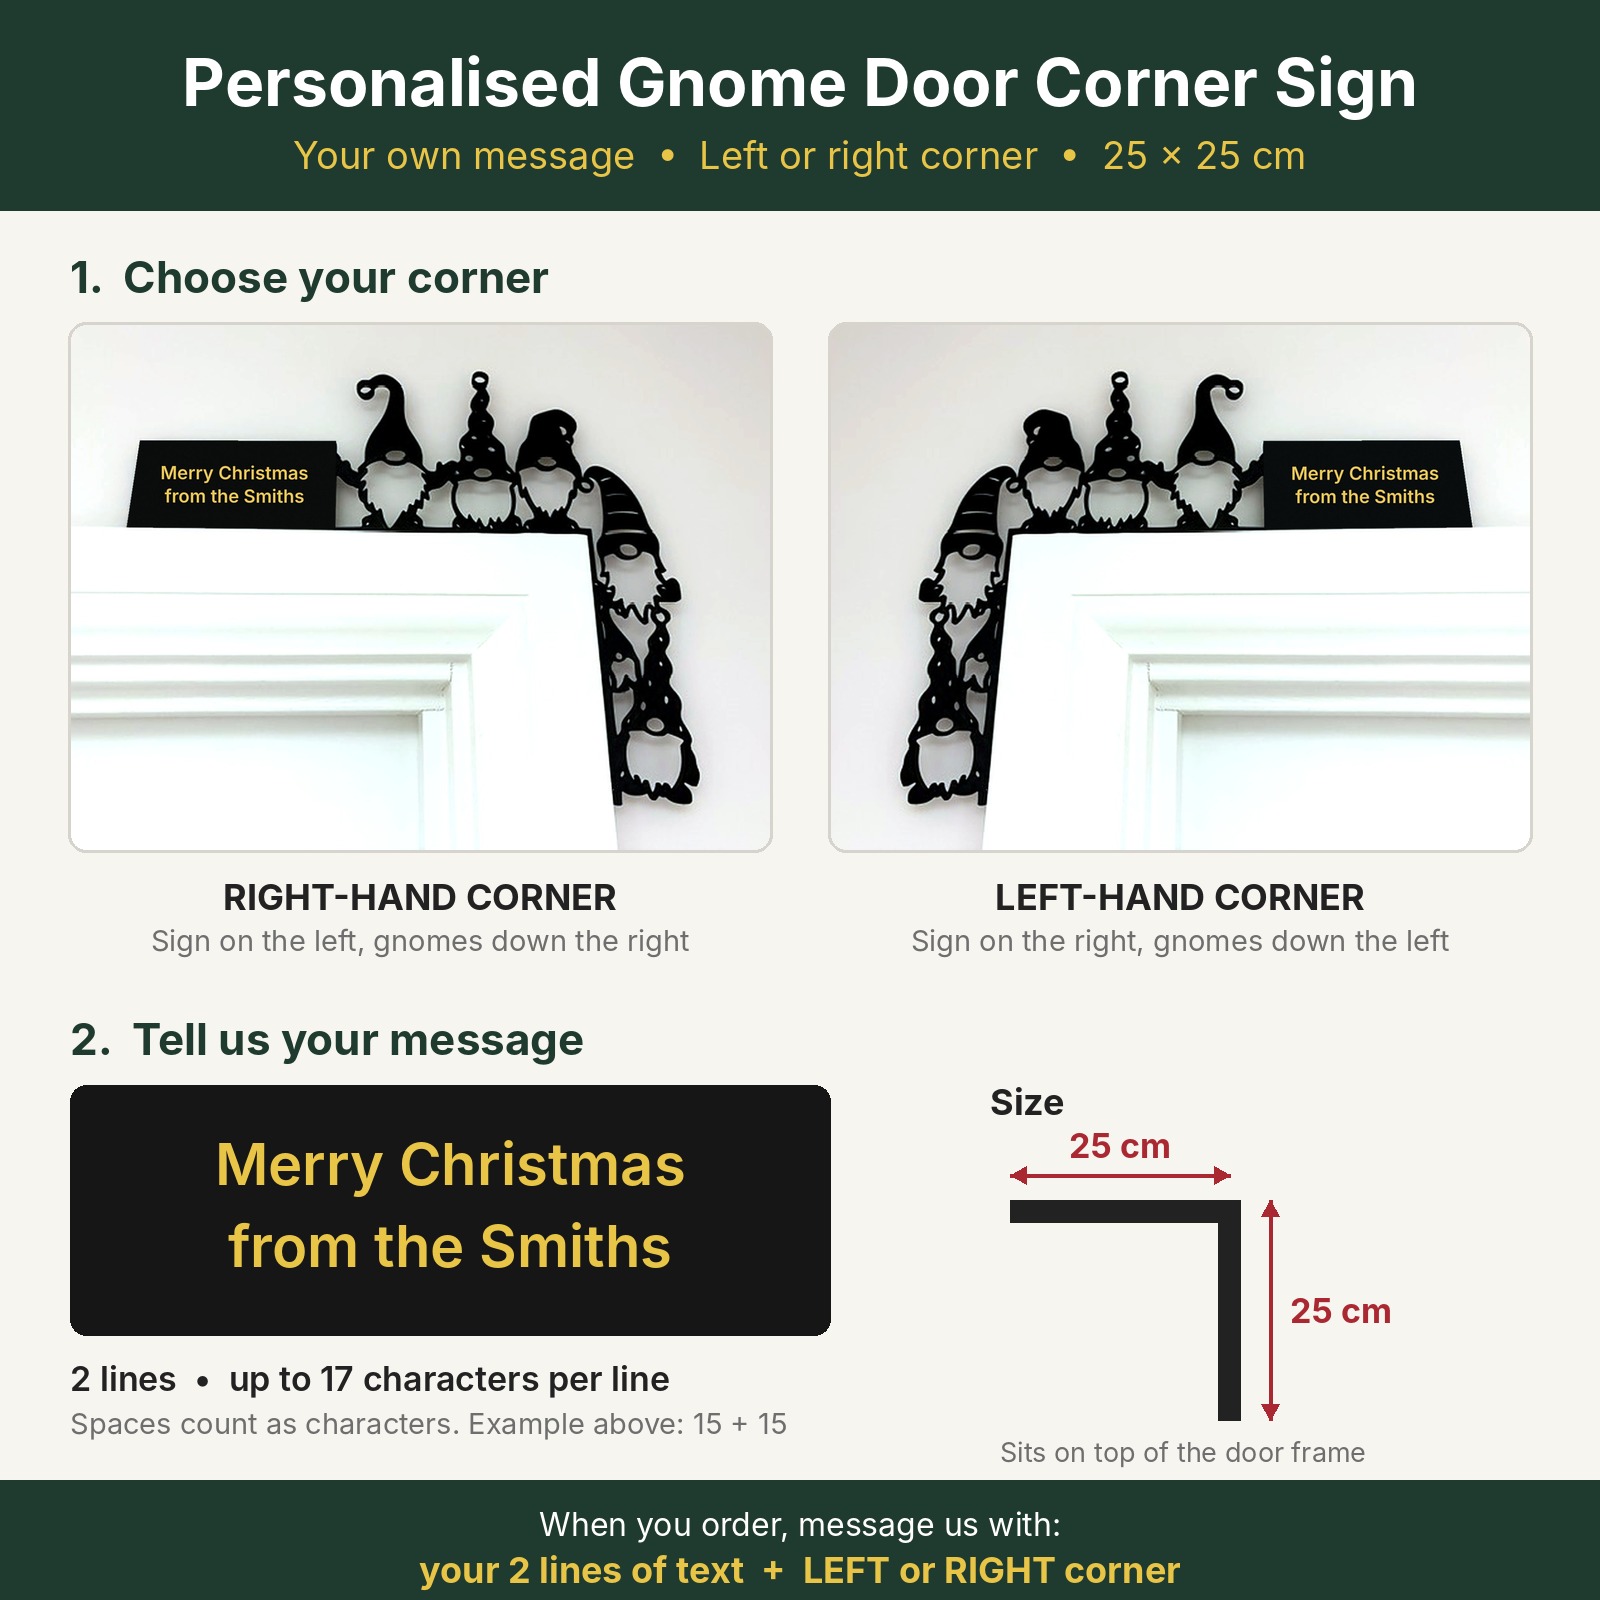 Personalised Gnome Door Corner Sign
Your own message • Left or right corner • 25 × 25 cm
1. Choose your corner
Merry Christmas
from the Smiths
Merry Christmas
from the Smiths
RIGHT-HAND CORNER
Sign on the left, gnomes down the right
LEFT-HAND CORNER
Sign on the right, gnomes down the left
2. Tell us your message
Merry Christmas
from the Smiths
2 lines • up to 17 characters per line
Spaces count as characters. Example above: 15 + 15
Size
25 cm
25 cm
Sits on top of the door frame
When you order, message us with:
your 2 lines of text + LEFT or RIGHT corner